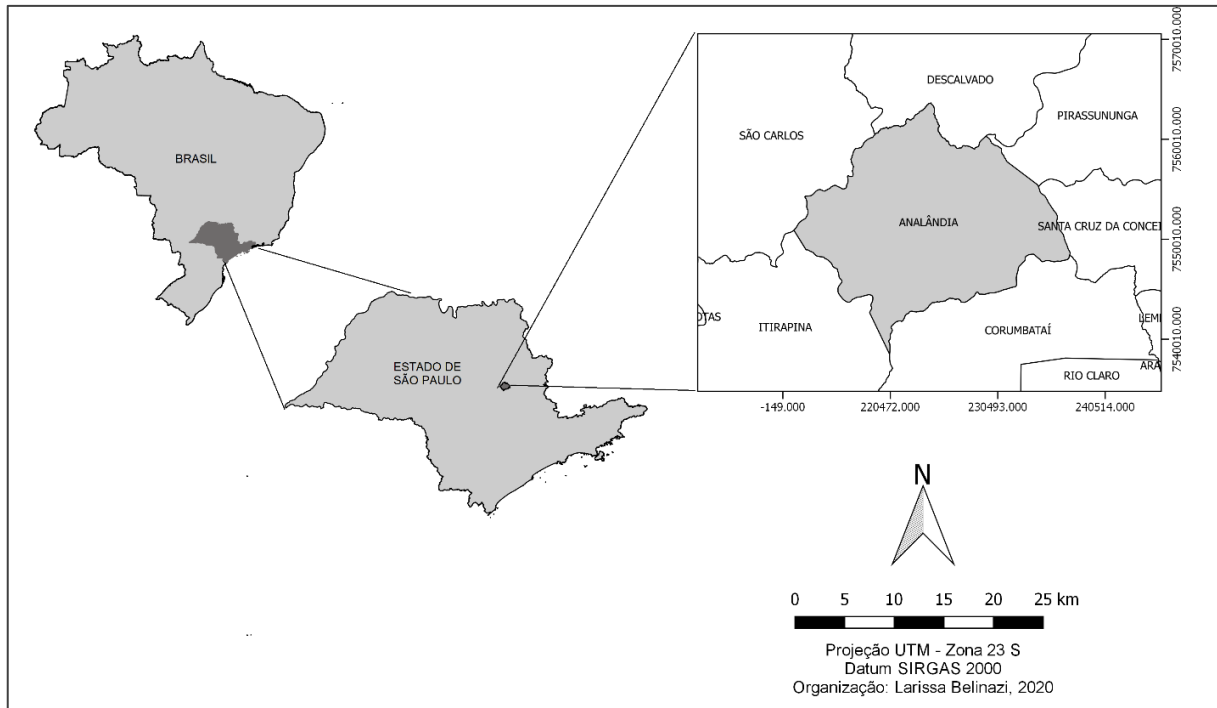 BRASIL
ESTADO DE
SÃO PAULO
DESCALVADO
PIRASSUNUNGA
SÃO CARLOS
ANALÂNDIA
SANTA CRUZ DA CONCEI
OTAS
ITIRAPINA
CORUMBATAÍ
LEME
ARA
RIO CLARO
7570010.000
7560010.000
7550010.000
7540010.000
-149.000
220472.000
230493.000
240514.000
N
0 5 10 15 20 25 km
Projeção UTM - Zona 23 S
Datum SIRGAS 2000
Organização: Larissa Belinazi, 2020